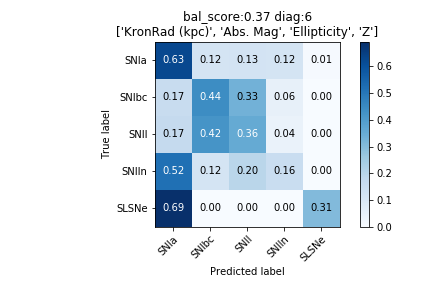 bal_score:0.37 diag:6
['KronRad (kpc)', 'Abs. Mag', 'Ellipticity', 'Z']
True label
SNIa 0.63 0.12 0.13 0.12 0.01
SNIbc 0.17 0.44 0.33 0.06 0.00
SNII 0.17 0.42 0.36 0.04 0.00
SNIIn 0.52 0.12 0.20 0.16 0.00
SLSNe 0.69 0.00 0.00 0.00 0.31
SNIa SNIbc SNII SNIIn SLSNe
Predicted label
0.6
0.5
0.4
0.3
0.2
0.1
0.0